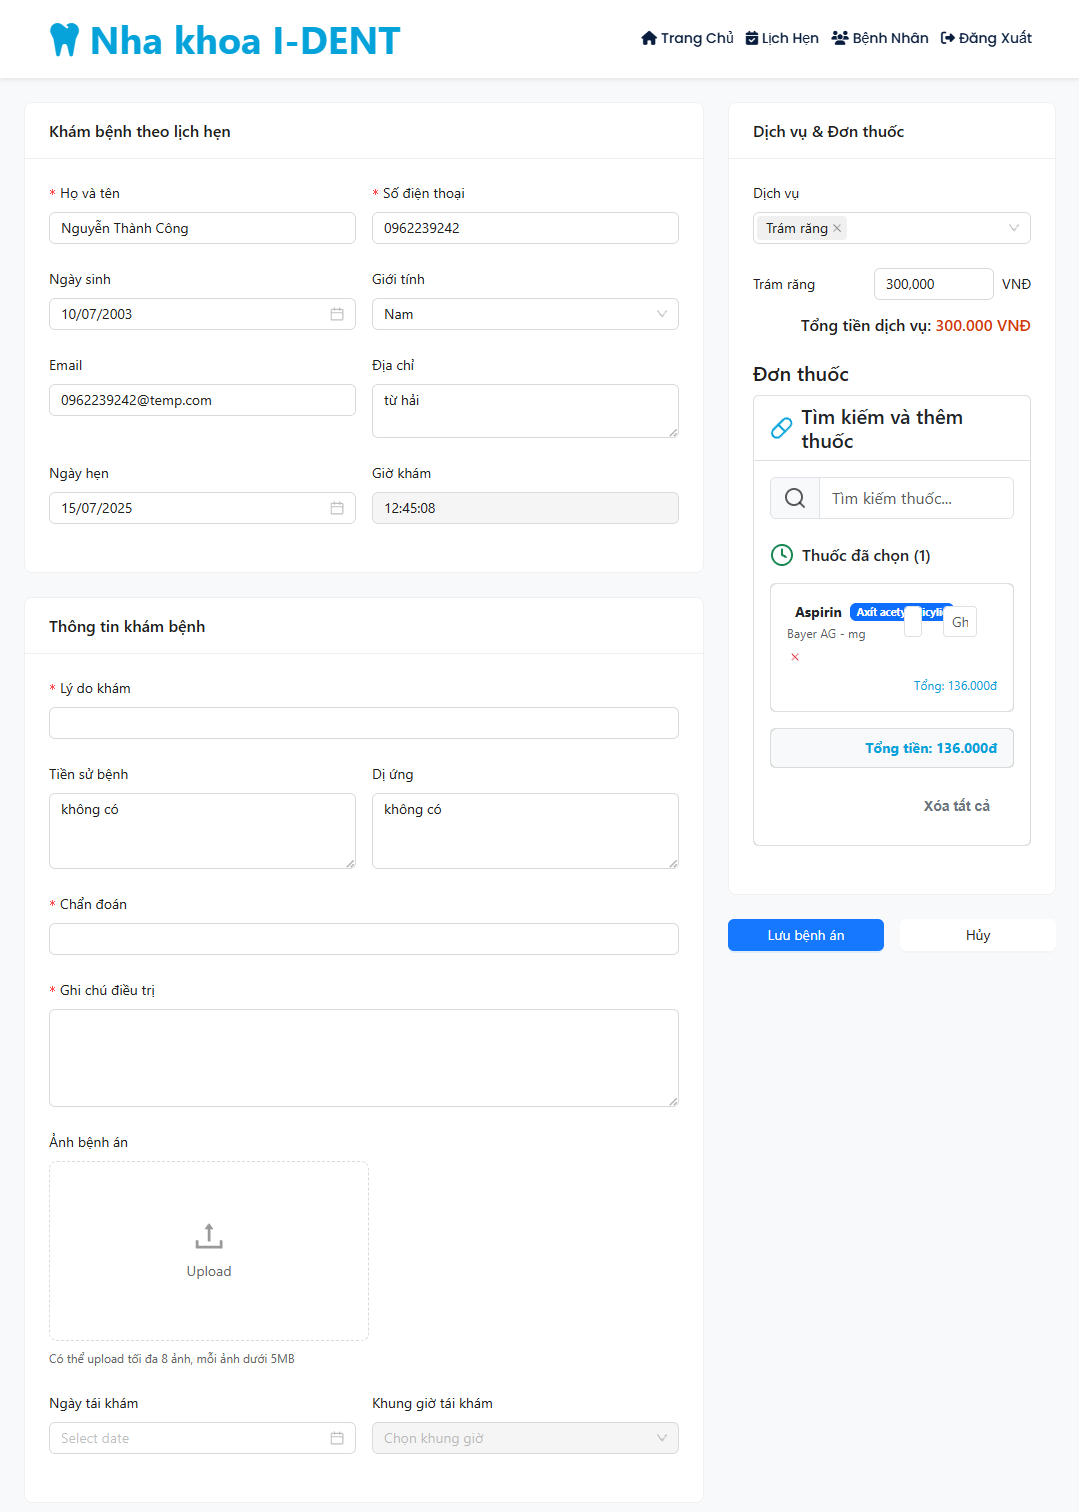 Nha khoa I-DENT
Trang Chủ Lịch Hẹn Bệnh Nhân Đăng Xuất
Khám bệnh theo lịch hẹn
* Họ và tên
Nguyễn Thành Công
* Số điện thoại
0962239242
Ngày sinh
10/07/2003
Giới tính
Nam
Email
0962239242@temp.com
Địa chỉ
từ hải
Ngày hẹn
15/07/2025
Giờ khám
12:45:08
Thông tin khám bệnh
* Lý do khám
Tiền sử bệnh
không có
Dị ứng
không có
* Chẩn đoán
* Ghi chú điều trị
Ảnh bệnh án
Upload
Có thể upload tối đa 8 ảnh, mỗi ảnh dưới 5MB
Ngày tái khám
Select date
Khung giờ tái khám
Chọn khung giờ
Dịch vụ & Đơn thuốc
Dịch vụ
Trám răng
Trám răng 300,000 VNĐ
Tổng tiền dịch vụ: 300.000 VNĐ
Đơn thuốc
Tìm kiếm và thêm
thuốc
Tìm kiếm thuốc...
Thuốc đã chọn (1)
Aspirin Axít Gh
Bayer AG - mg
Tổng: 136.000đ
Tổng tiền: 136.000đ
Xóa tất cả
Lưu bệnh án
Hủy